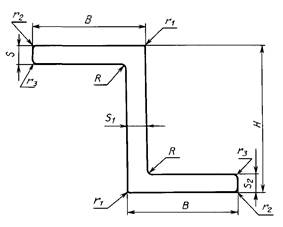 r₂ B r₁
S
r₃ R
S₁ H
R r₃
S₂
r₁ B r₂